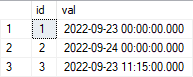 id val
1 1 2022-09-23 00:00:00.000
2 2 2022-09-24 00:00:00.000
3 3 2022-09-23 11:15:00.000